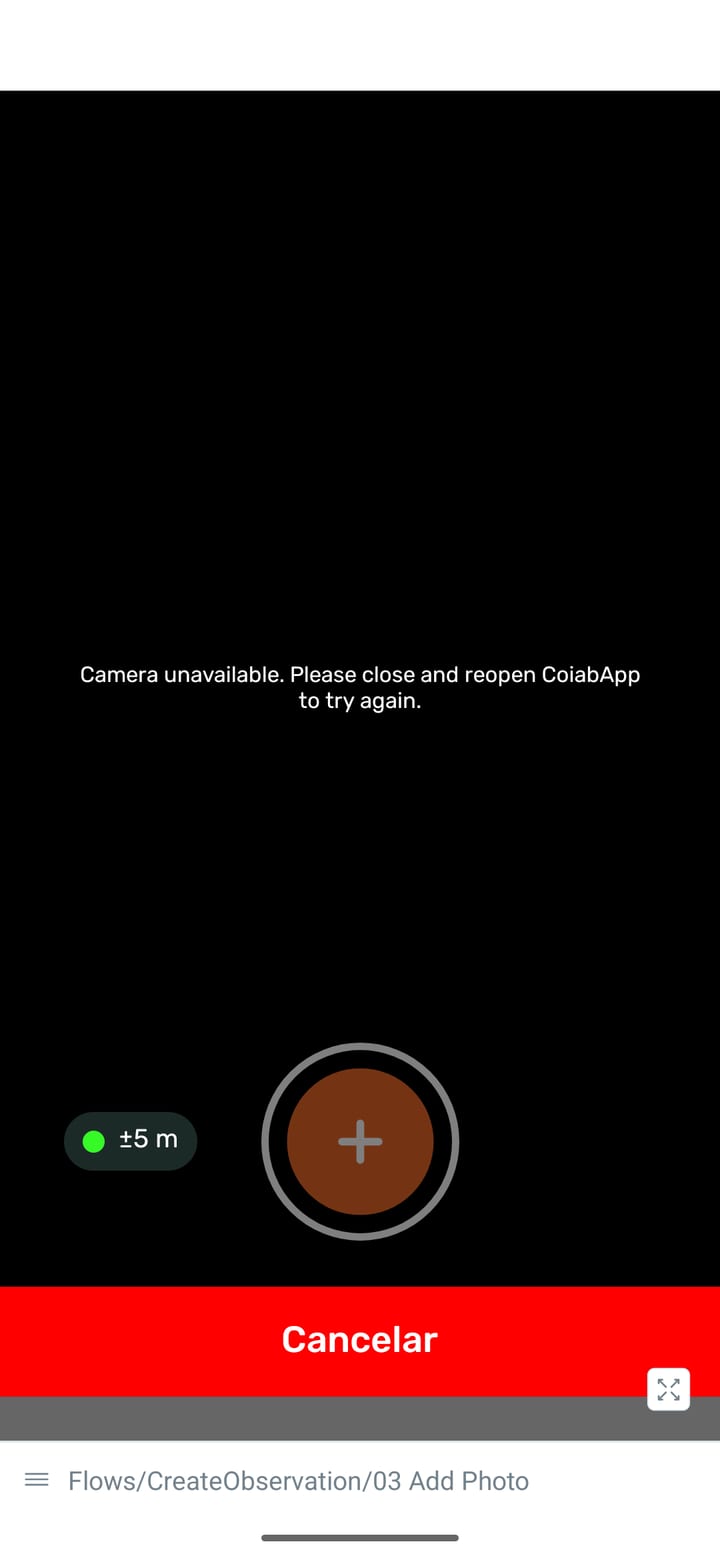 Camera unavailable. Please close and reopen CoiabApp
to try again.
±5 m
Cancelar
Flows/CreateObservation/03 Add Photo